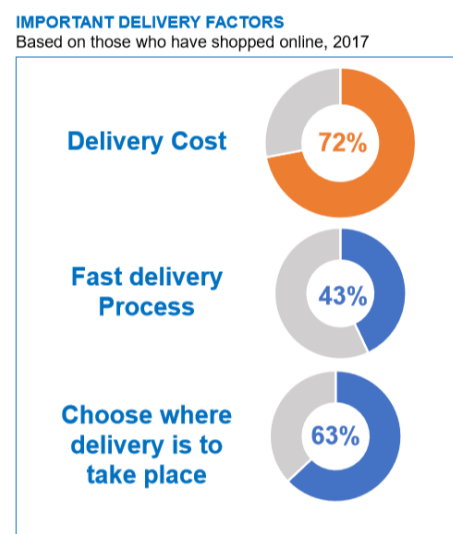 IMPORTANT DELIVERY FACTORS
Based on those who have shopped online, 2017
Delivery Cost
72%
Fast delivery
Process
43%
Choose where
delivery is to
take place
63%